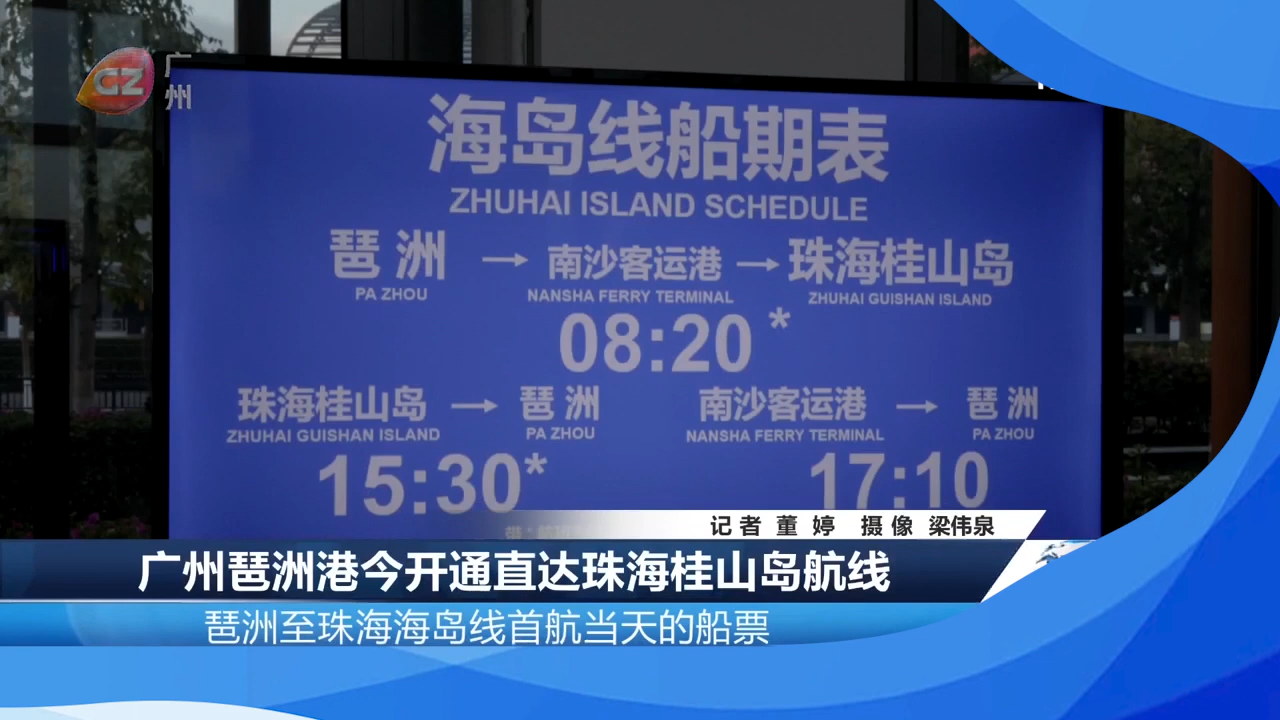 GZ
广州
海岛线船期表
ZHUHAI ISLAND SCHEDULE
琶洲 → 南沙客运港 → 珠海桂山岛
PA ZHOU NANSHA FERRY TERMINAL ZHUHAI GUISHAN ISLAND
08:20*
珠海桂山岛 → 琶洲 南沙客运港 → 琶洲
ZHUHAI GUISHAN ISLAND PA ZHOU NANSHA FERRY TERMINAL PA ZHOU
15:30* 17:10
记者 董婷 摄像 梁伟泉
广州琶洲港今开通直达珠海桂山岛航线
琶洲至珠海海岛线首航当天的船票